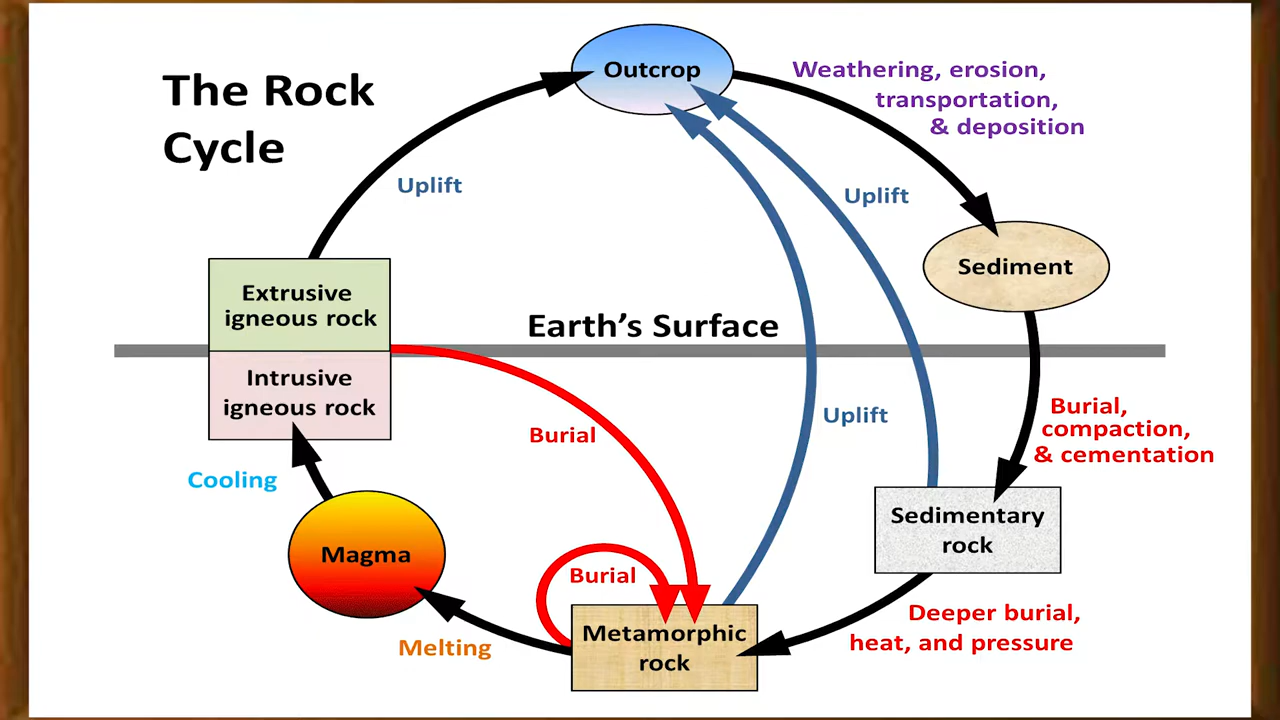 The Rock
Cycle
Outcrop
Weathering, erosion,
transportation,
& deposition
Uplift
Uplift
Sediment
Extrusive
igneous rock
Earth's Surface
Intrusive
igneous rock
Burial
Uplift
Burial,
compaction,
& cementation
Cooling
Sedimentary
rock
Magma
Burial
Deeper burial,
heat, and pressure
Metamorphic
rock
Melting